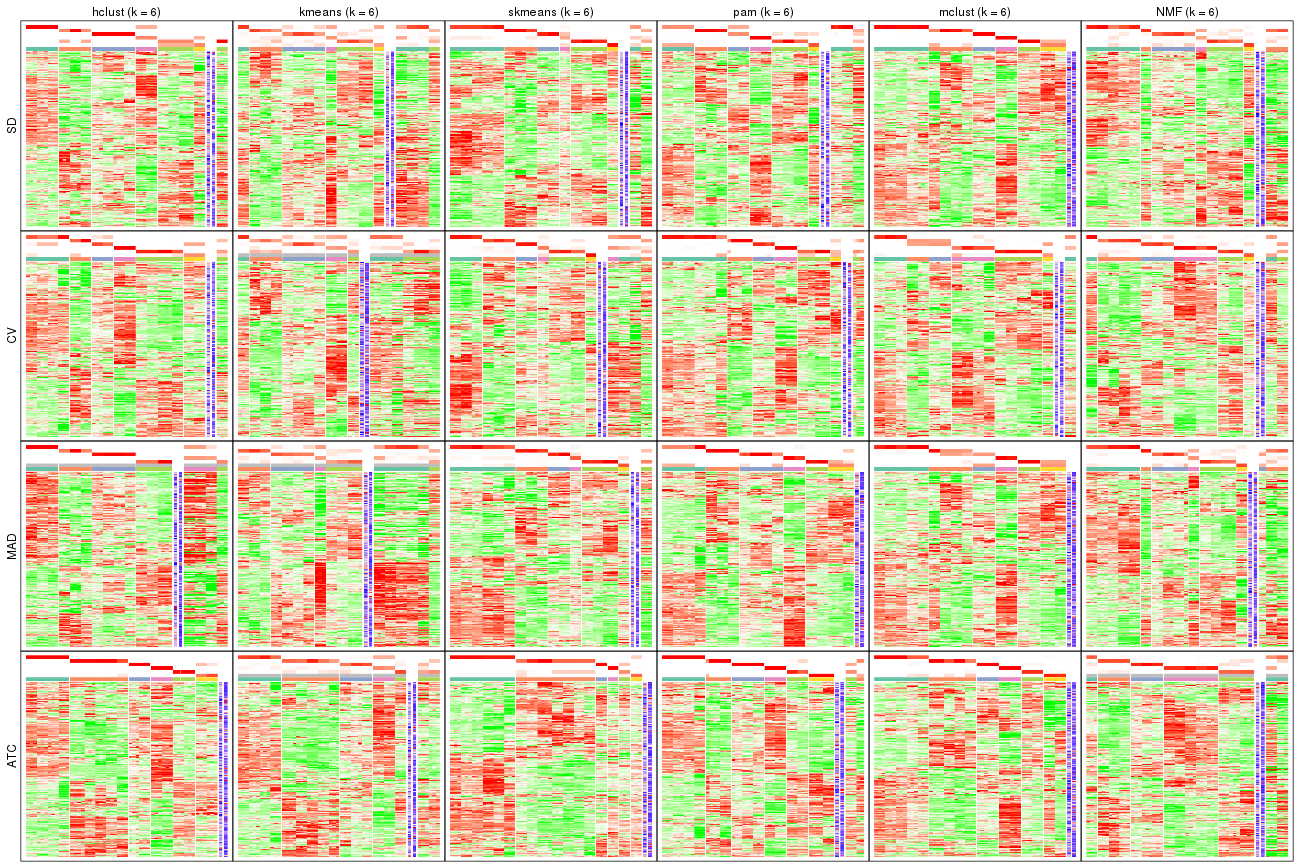 hclust (k = 6) kmeans (k = 6) skmeans (k = 6) pam (k = 6) mclust (k = 6) NMF (k = 6)
SD
CV
MAD
ATC